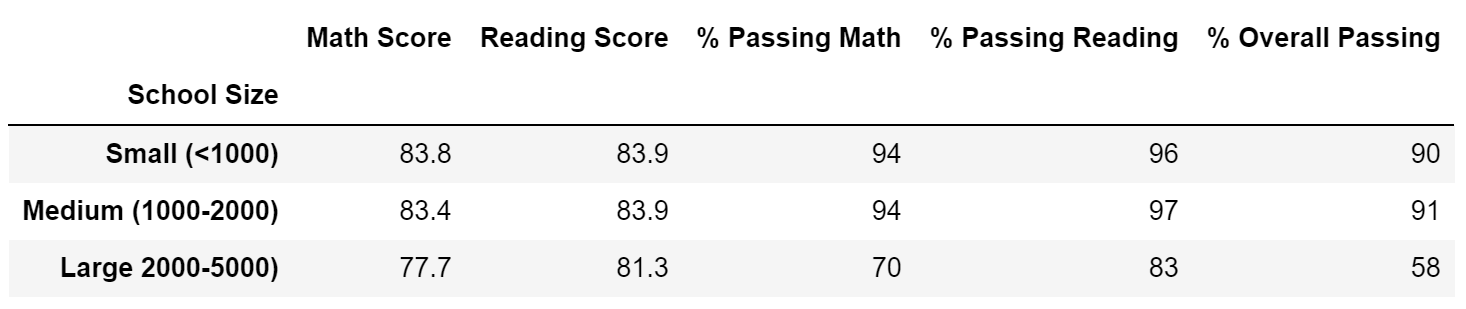 Math Score Reading Score % Passing Math % Passing Reading % Overall Passing
School Size
Small (<1000) 83.8 83.9 94 96 90
Medium (1000-2000) 83.4 83.9 94 97 91
Large 2000-5000) 77.7 81.3 70 83 58